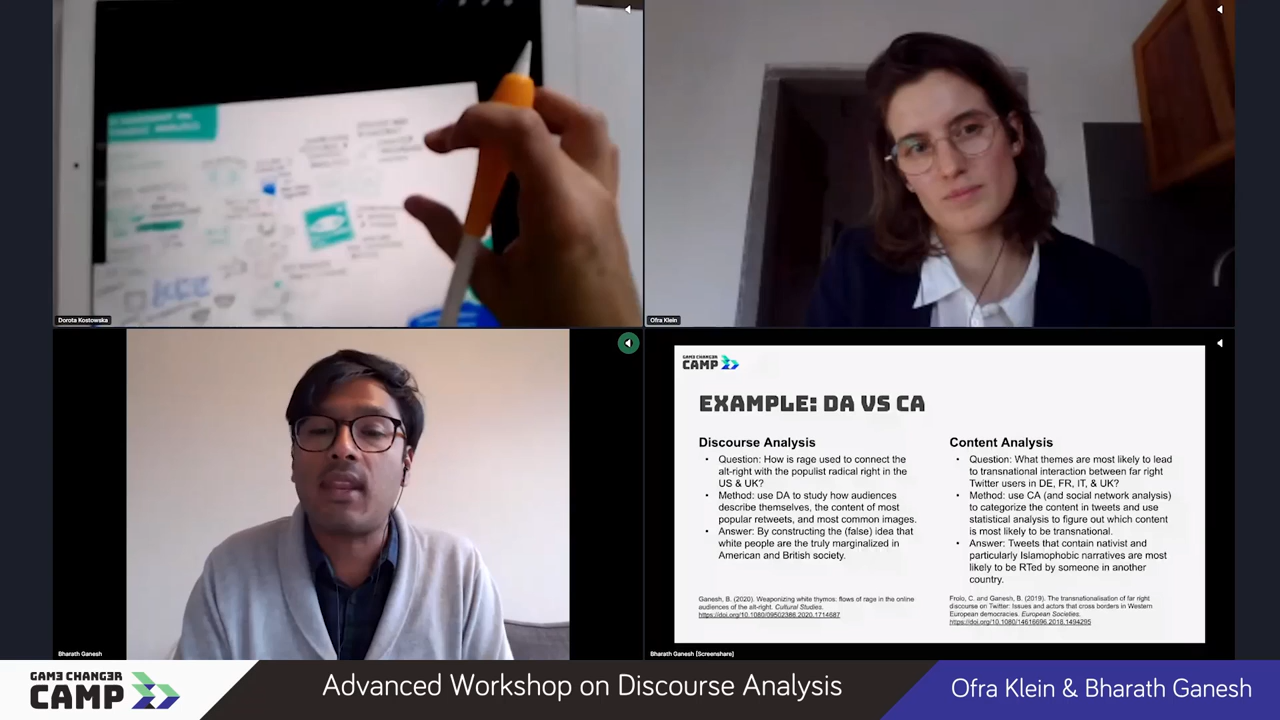 Dorota Kostowska
Ofra Klein
GAME CHANGER
CAMP
EXAMPLE: DA VS CA
Discourse Analysis
• Question: How is rage used to connect the
alt-right with the populist radical right in the
US & UK?
• Method: use DA to study how audiences
describe themselves, the content of most
popular retweets, and most common images.
• Answer: By constructing the (false) idea that
white people are the truly marginalized in
American and British society.
Ganesh, B. (2020). Weaponizing white thymos: flows of rage in the online
audiences of the alt-right. Cultural Studies.
https://doi.org/10.1080/09502386.2020.1714687
Content Analysis
• Question: What themes are most likely to lead
to transnational interaction between far right
Twitter users in DE, FR, IT, & UK?
• Method: use CA (and social network analysis)
to categorize the content in tweets and use
statistical analysis to figure out which content
is most likely to be transnational.
• Answer: Tweets that contain nativist and
particularly Islamophobic narratives are most
likely to be RTed by someone in another
country.
Froio, C. and Ganesh, B. (2019). The transnationalisation of far right
discourse on Twitter: Issues and actors that cross borders in Western
European democracies. European Societies.
https://doi.org/10.1080/14616696.2018.1494295
Bharath Ganesh
Bharath Ganesh [Screenshare]
GAM3 CHANG3R
CAMP
Advanced Workshop on Discourse Analysis
Ofra Klein & Bharath Ganesh